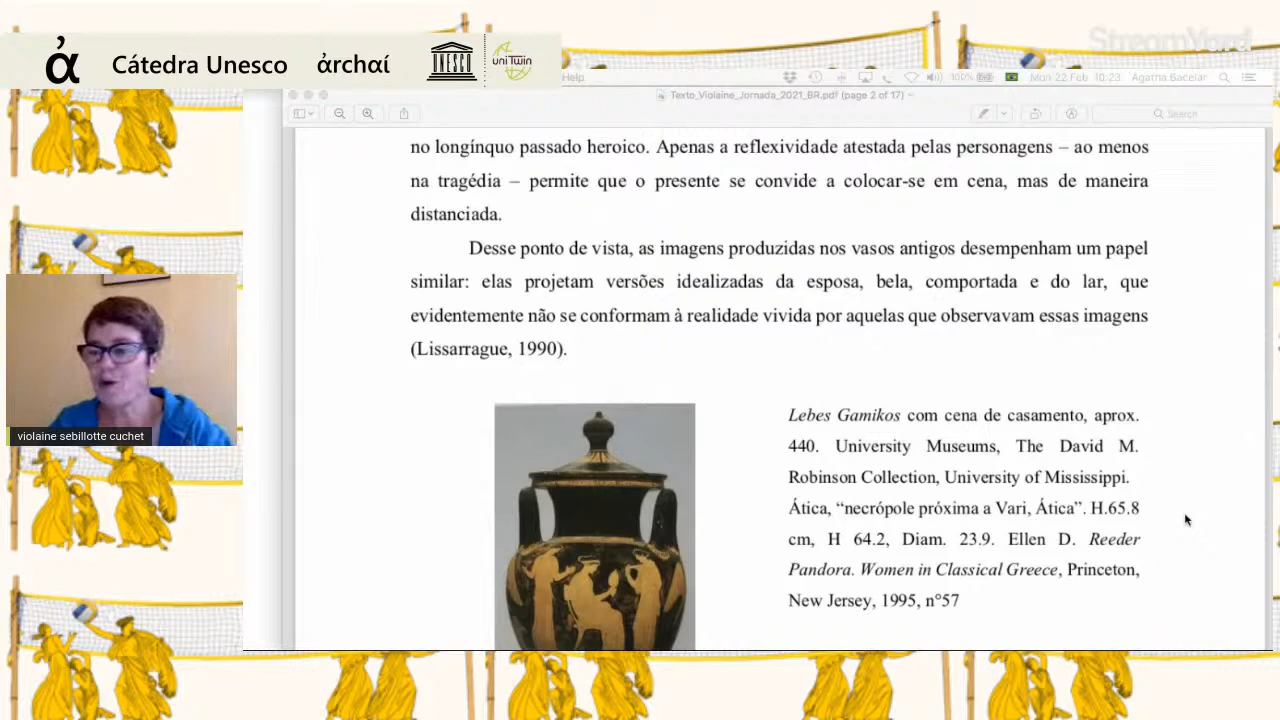 StreamYard
ἀ Cátedra Unesco ἀrchaí
UNESCO
uniTwin
Help
100%
Mon 22 Feb 10:23 Agatha Bacelar
Texto_Violaine_Jornada_2021_BR.pdf (page 2 of 17)
Search
no longínquo passado heroico. Apenas a reflexividade atestada pelas personagens – ao menos
na tragédia – permite que o presente se convide a colocar-se em cena, mas de maneira
distanciada.
Desse ponto de vista, as imagens produzidas nos vasos antigos desempenham um papel
similar: elas projetam versões idealizadas da esposa, bela, comportada e do lar, que
evidentemente não se conformam à realidade vivida por aquelas que observavam essas imagens
(Lissarrague, 1990).
Lebes Gamikos com cena de casamento, aprox.
440. University Museums, The David M.
Robinson Collection, University of Mississippi.
Ática, “necrópole próxima a Vari, Ática”. H.65.8
cm, H 64.2, Diam. 23.9. Ellen D. Reeder
Pandora. Women in Classical Greece, Princeton,
New Jersey, 1995, n°57
violaine sebillotte cuchet